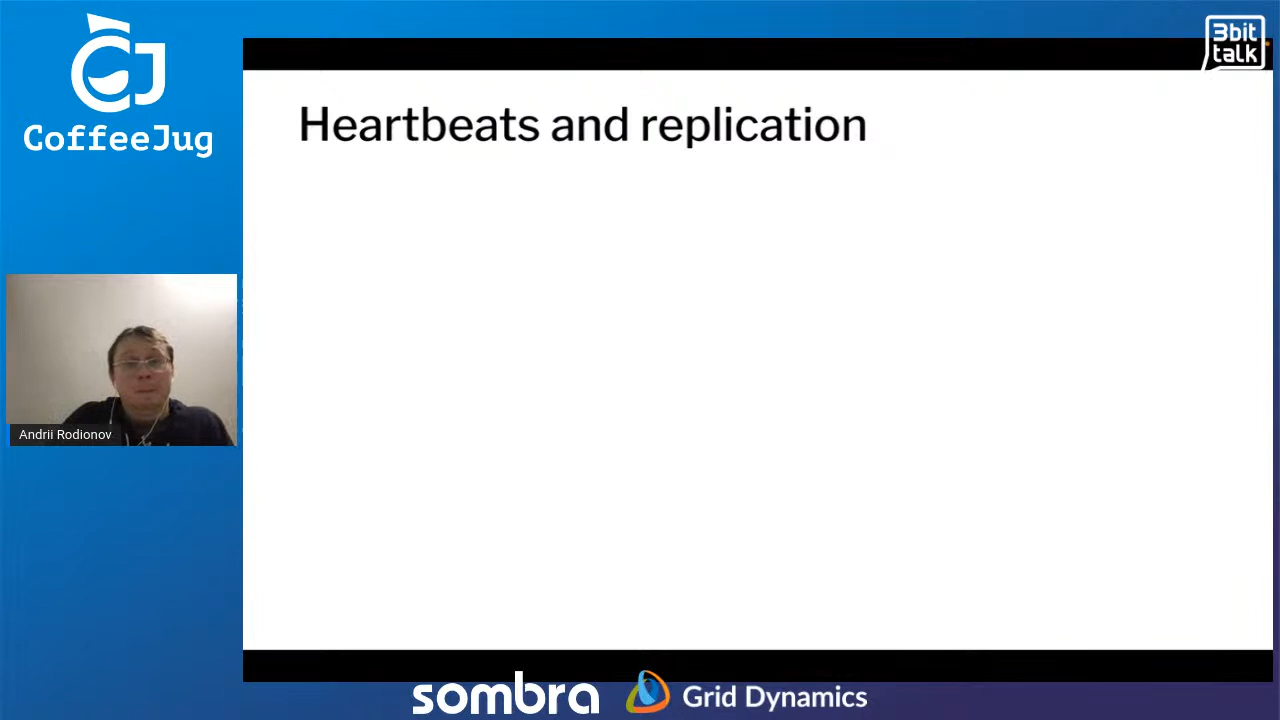 CoffeeJug
3bit
talk
Heartbeats and replication
Andrii Rodionov
sombra
Grid Dynamics